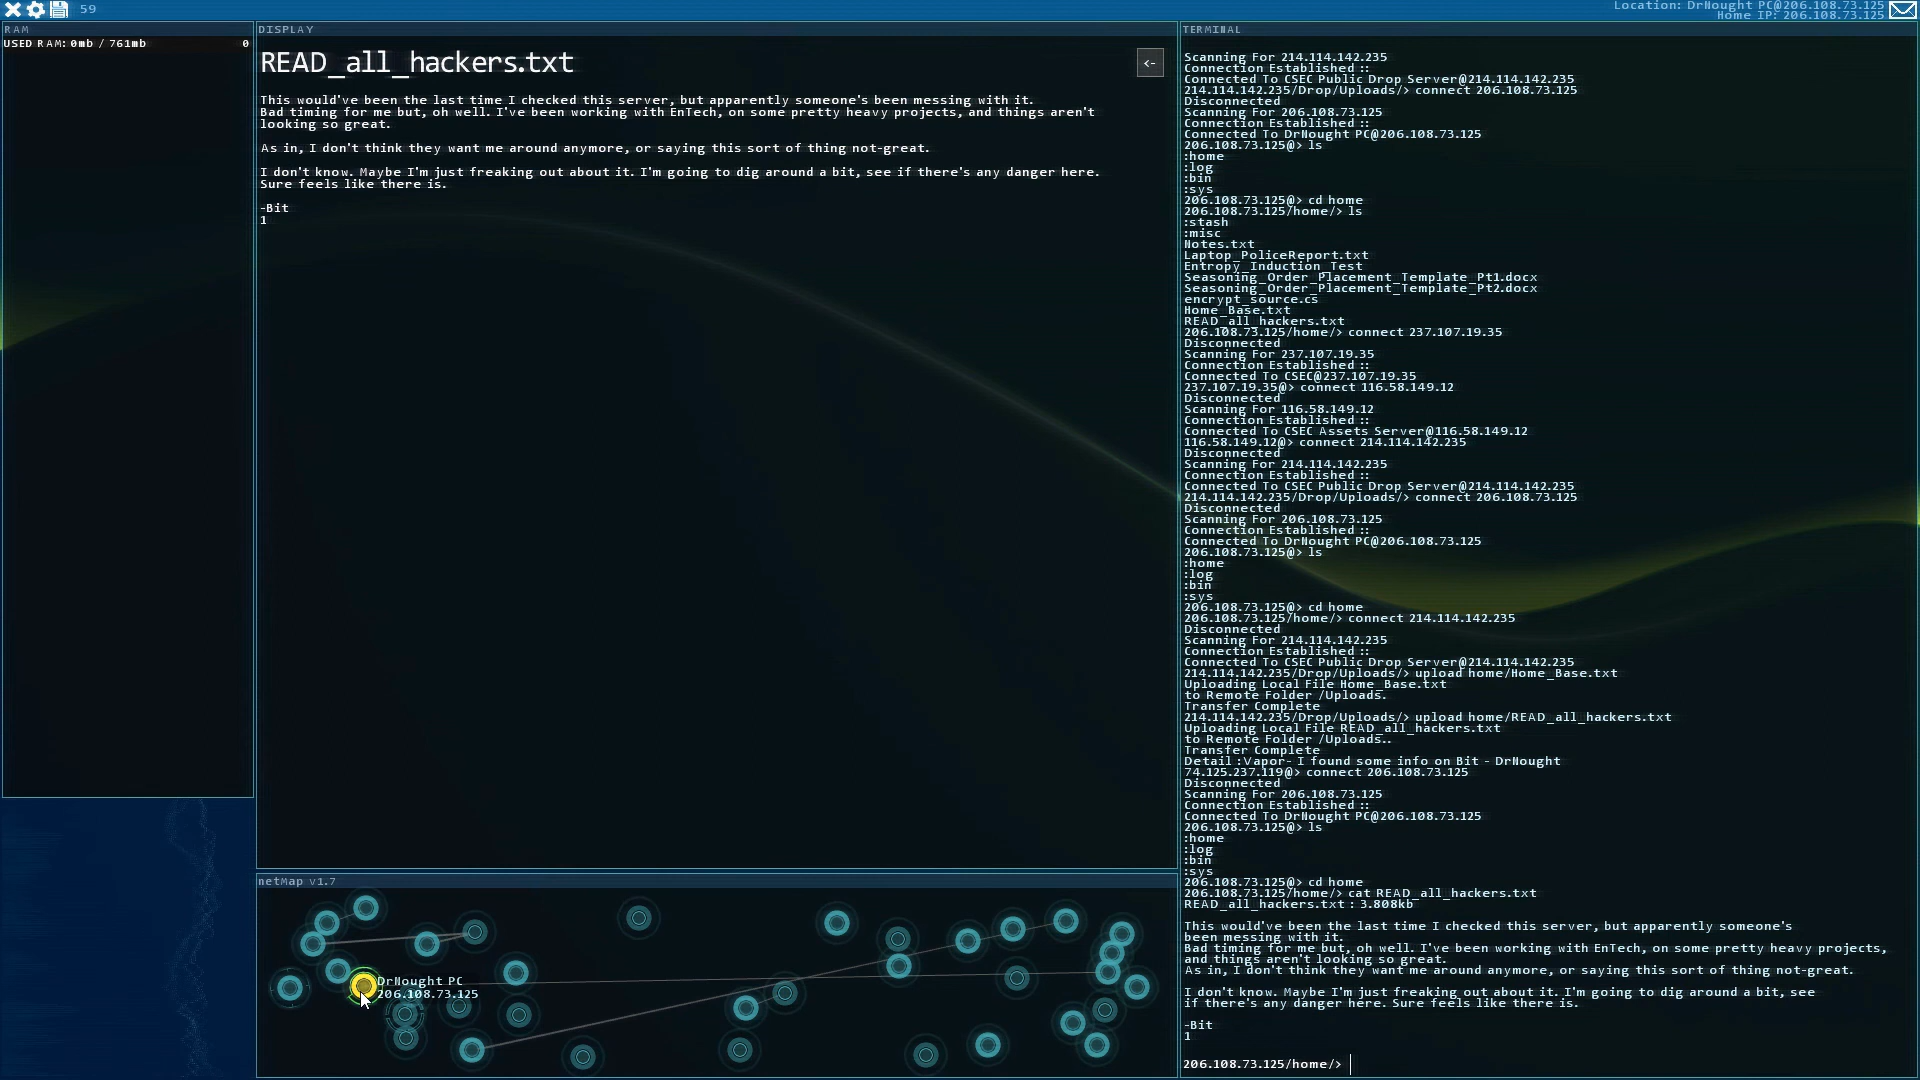 59
Location: DrNought PC@206.108.73.125
Home IP: 206.108.73.125
RAM
USED RAM: 0mb / 761mb 0
DISPLAY
READ_all_hackers.txt
<-
This would've been the last time I checked this server, but apparently someone's been messing with it.
Bad timing for me but, oh well. I've been working with EnTech, on some pretty heavy projects, and things aren't
looking so great.
As in, I don't think they want me around anymore, or saying this sort of thing not-great.
I don't know. Maybe I'm just freaking out about it. I'm going to dig around a bit, see if there's any danger here.
Sure feels like there is.
-Bit
1
netMap v1.7
DrNought PC
206.108.73.125
TERMINAL
Scanning For 214.114.142.235
Connection Established ::
Connected To CSEC Public Drop Server@214.114.142.235
214.114.142.235/Drop/Uploads/> connect 206.108.73.125
Disconnected
Scanning For 206.108.73.125
Connection Established ::
Connected To DrNought PC@206.108.73.125
206.108.73.125@> ls
:home
:log
:bin
:sys
206.108.73.125@> cd home
206.108.73.125/home/> ls
:stash
:misc
Notes.txt
Laptop_PoliceReport.txt
Entropy_Induction_Test
Seasoning_Order_Placement_Template_Pt1.docx
Seasoning_Order_Placement_Template_Pt2.docx
encrypt_source.cs
Home_Base.txt
READ_all_hackers.txt
206.108.73.125/home/> connect 237.107.19.35
Disconnected
Scanning For 237.107.19.35
Connection Established ::
Connected To CSEC@237.107.19.35
237.107.19.35@> connect 116.58.149.12
Disconnected
Scanning For 116.58.149.12
Connection Established ::
Connected To CSEC Assets Server@116.58.149.12
116.58.149.12@> connect 214.114.142.235
Disconnected
Scanning For 214.114.142.235
Connection Established ::
Connected To CSEC Public Drop Server@214.114.142.235
214.114.142.235/Drop/Uploads/> connect 206.108.73.125
Disconnected
Scanning For 206.108.73.125
Connection Established ::
Connected To DrNought PC@206.108.73.125
206.108.73.125@> ls
:home
:log
:bin
:sys
206.108.73.125@> cd home
206.108.73.125/home/> connect 214.114.142.235
Disconnected
Scanning For 214.114.142.235
Connection Established ::
Connected To CSEC Public Drop Server@214.114.142.235
214.114.142.235/Drop/Uploads/> upload home/Home_Base.txt
Uploading Local File Home_Base.txt
to Remote Folder /Uploads.
Transfer Complete
214.114.142.235/Drop/Uploads/> upload home/READ_all_hackers.txt
Uploading Local File READ_all_hackers.txt
to Remote Folder /Uploads..
Transfer Complete
Detail :Vapor- I found some info on Bit - DrNought
74.125.237.119@> connect 206.108.73.125
Disconnected
Scanning For 206.108.73.125
Connection Established ::
Connected To DrNought PC@206.108.73.125
206.108.73.125@> ls
:home
:log
:bin
:sys
206.108.73.125@> cd home
206.108.73.125/home/> cat READ_all_hackers.txt
READ_all_hackers.txt : 3.808kb
This would've been the last time I checked this server, but apparently someone's
been messing with it.
Bad timing for me but, oh well. I've been working with EnTech, on some pretty heavy projects,
and things aren't looking so great.
As in, I don't think they want me around anymore, or saying this sort of thing not-great.
I don't know. Maybe I'm just freaking out about it. I'm going to dig around a bit, see
if there's any danger here. Sure feels like there is.
-Bit
1
206.108.73.125/home/>